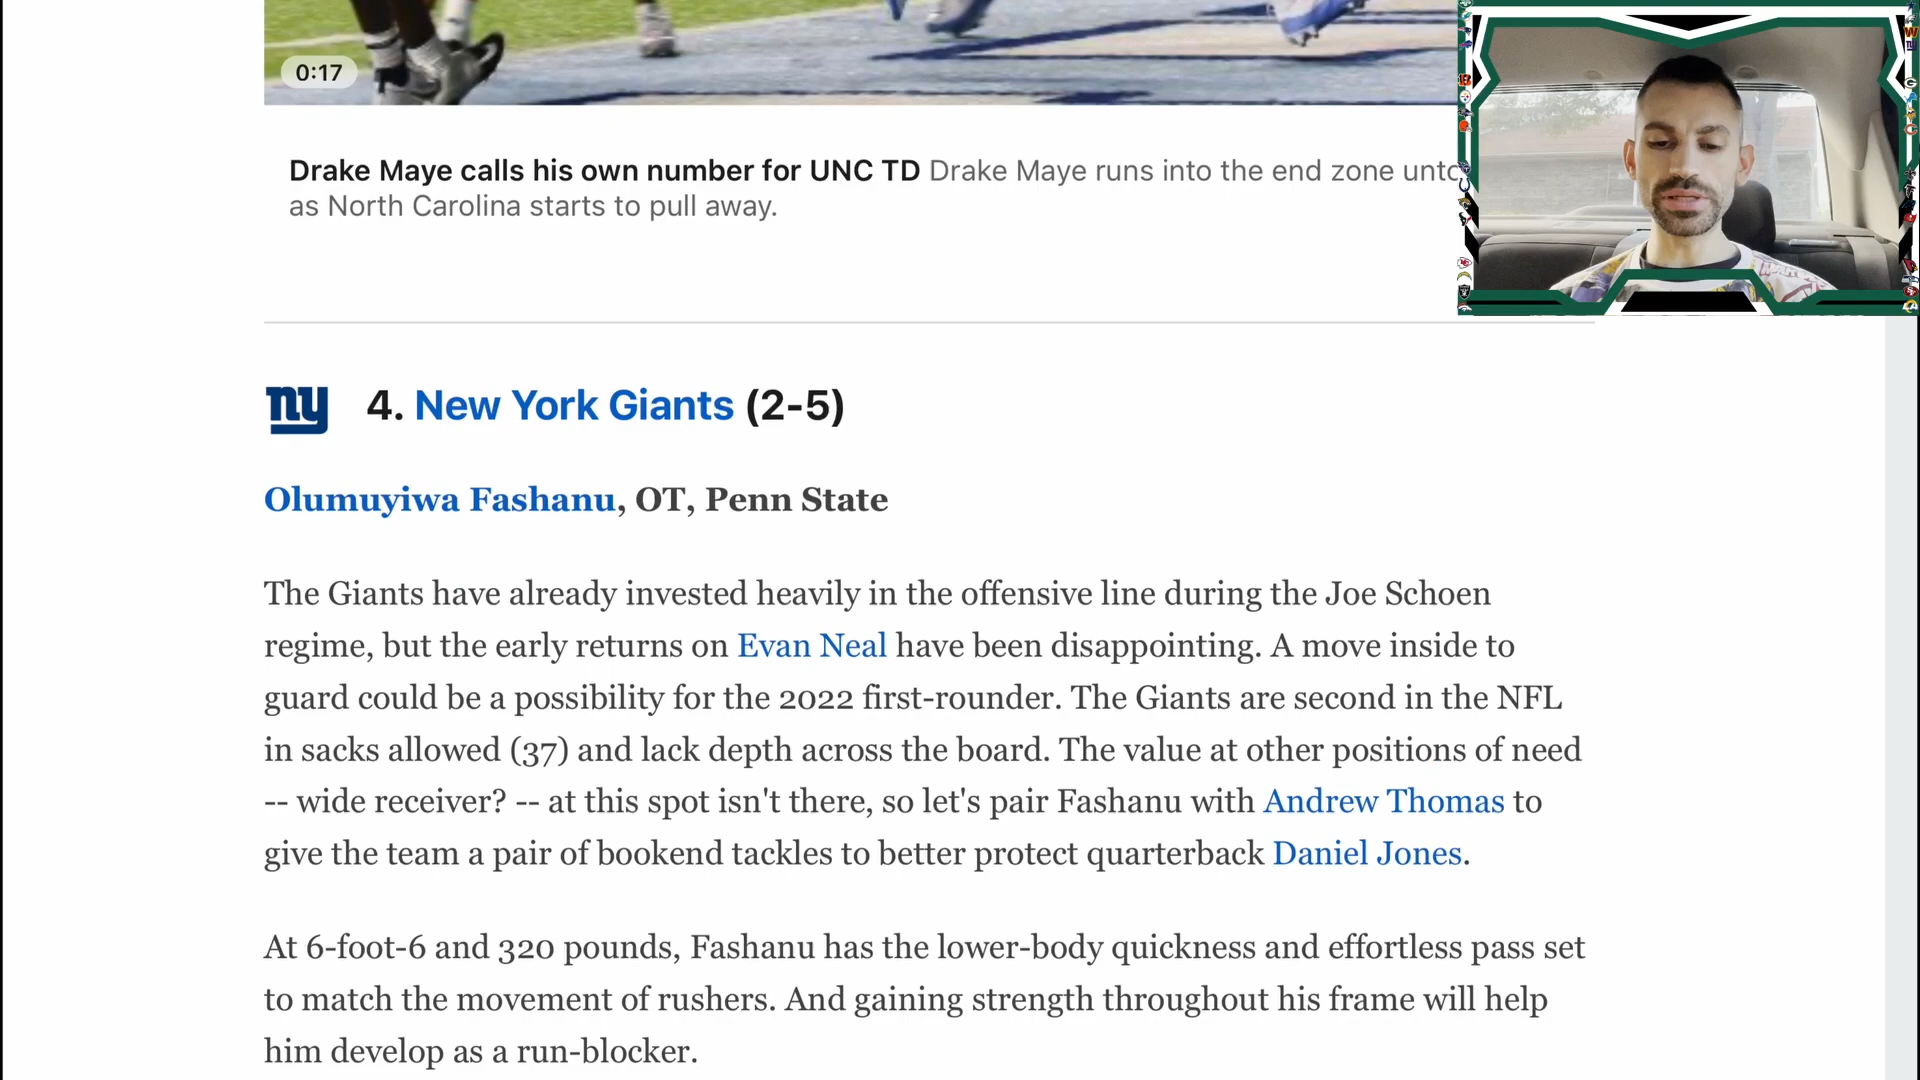 0:17
Drake Maye calls his own number for UNC TD Drake Maye runs into the end zone
as North Carolina starts to pull away.
ny 4. New York Giants (2-5)
Olumuyiwa Fashanu, OT, Penn State
The Giants have already invested heavily in the offensive line during the Joe Schoen
regime, but the early returns on Evan Neal have been disappointing. A move inside to
guard could be a possibility for the 2022 first-rounder. The Giants are second in the NFL
in sacks allowed (37) and lack depth across the board. The value at other positions of need
-- wide receiver? -- at this spot isn't there, so let's pair Fashanu with Andrew Thomas to
give the team a pair of bookend tackles to better protect quarterback Daniel Jones.
At 6-foot-6 and 320 pounds, Fashanu has the lower-body quickness and effortless pass set
to match the movement of rushers. And gaining strength throughout his frame will help
him develop as a run-blocker.